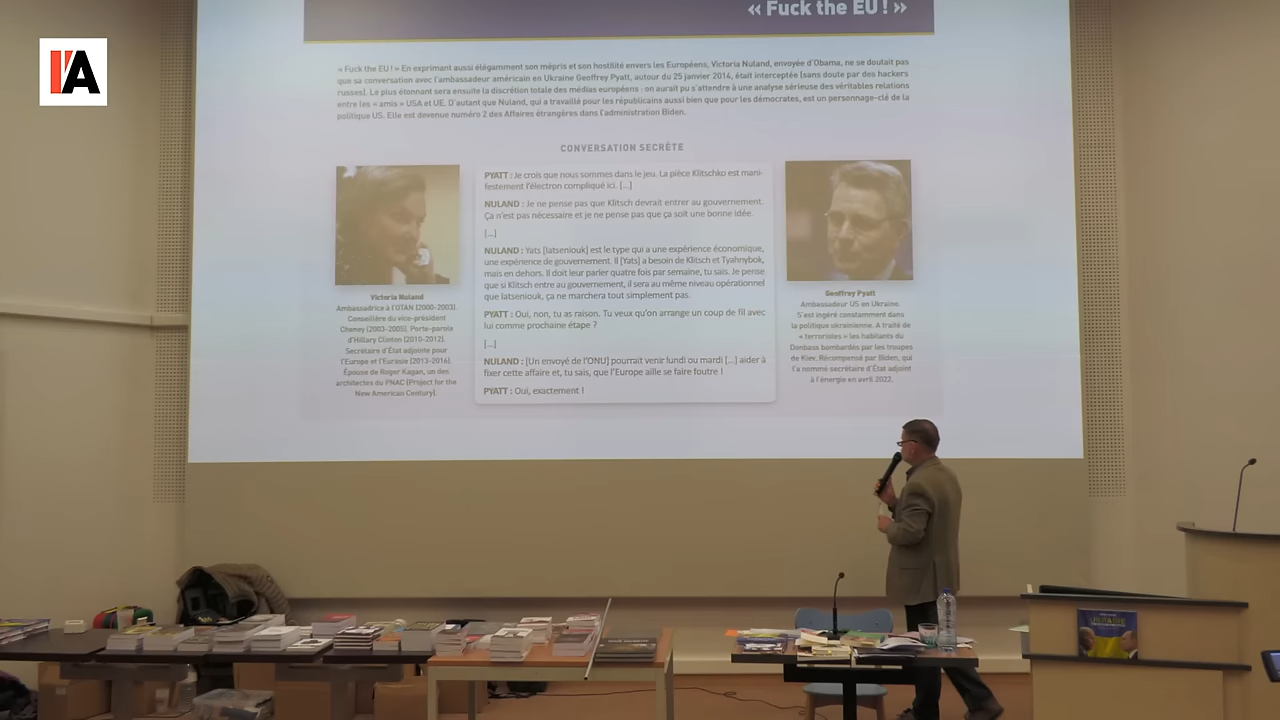 I'A
« Fuck the EU ! »
« Fuck the EU ! » En exprimant aussi élégamment son mépris et son hostilité envers les Européens, Victoria Nuland, envoyée d'Obama, ne se doutait pas
que sa conversation avec l'ambassadeur américain en Ukraine Geoffrey Pyatt, autour du 25 janvier 2014, était interceptée (sans doute par des hackers
russes). Le plus étonnant sera ensuite la discrétion totale des médias européens : on aurait pu s'attendre à une analyse sérieuse des véritables relations
entre les « amis » USA et UE. D'autant que Nuland, qui a travaillé pour les républicains aussi bien que pour les démocrates, est un personnage-clé de la
politique US. Elle est devenue numéro 2 des Affaires étrangères dans l'administration Biden.
CONVERSATION SECRÈTE
PYATT : Je crois que nous sommes dans le jeu. La pièce Klitschko est mani-
festement l'électron compliqué ici. [...]
NULAND : Je ne pense pas que Klitsch devrait entrer au gouvernement.
Ça n'est pas nécessaire et je ne pense pas que ça soit une bonne idée.
[...]
NULAND : Yats [Iatseniouk] est le type qui a une expérience économique,
une expérience de gouvernement. Il [Yats] a besoin de Klitsch et Tyahnybok,
mais en dehors. Il doit leur parler quatre fois par semaine, tu sais. Je pense
que si Klitsch entre au gouvernement, il sera au même niveau opérationnel
que Iatseniouk, ça ne marchera tout simplement pas.
PYATT : Oui, non, tu as raison. Tu veux qu'on arrange un coup de fil avec
lui comme prochaine étape ?
[...]
NULAND : [Un envoyé de l'ONU] pourrait venir lundi ou mardi [...] aider à
fixer cette affaire et, tu sais, que l'Europe aille se faire foutre !
PYATT : Oui, exactement !
Victoria Nuland
Ambassadrice à l'OTAN (2000-2003).
Conseillère du vice-président
Cheney (2003-2005). Porte-parole
d'Hillary Clinton (2010-2012).
Secrétaire d'État adjointe pour
l'Europe et l'Eurasie (2013-2016).
Épouse de Roger Kagan, un des
architectes du PNAC (Project for the
New American Century).
Geoffrey Pyatt
Ambassadeur US en Ukraine.
S'est ingéré constamment dans
la politique ukrainienne. A traité de
« terroristes » les habitants du
Donbass bombardés par les troupes
de Kiev. Récompensé par Biden, qui
l'a nommé secrétaire d'État adjoint
à l'énergie en avril 2022.
UKRAINE